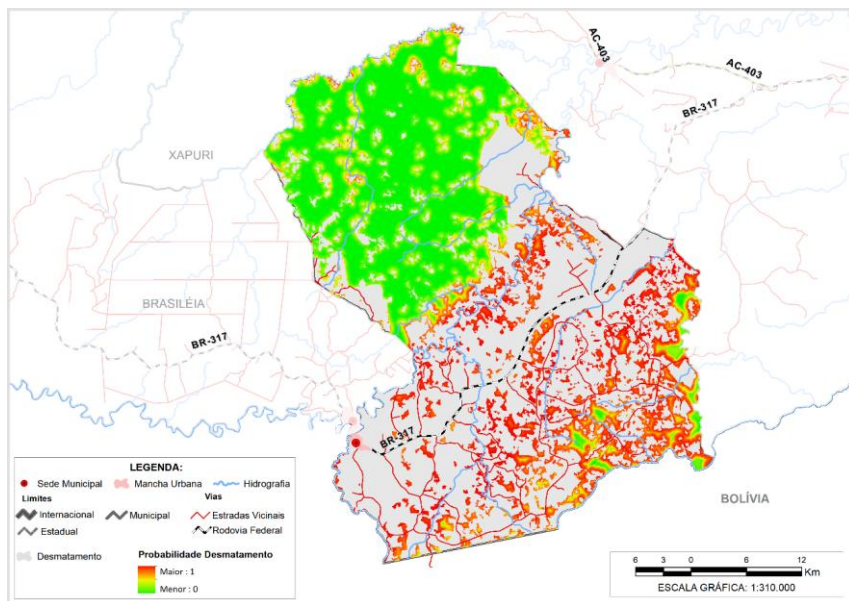 AC-403
AC-403
BR-317
XAPURI
BRASILÉIA
BR-317
BR-317
BOLÍVIA
LEGENDA:
Sede Municipal Mancha Urbana Hidrografia
Limites Vias
Internacional Municipal Estradas Vicinais
Estadual Rodovia Federal
Desmatamento
Probabilidade Desmatamento
Maior : 1
Menor : 0
6 3 0 6 12
Km
ESCALA GRÁFICA: 1:310.000